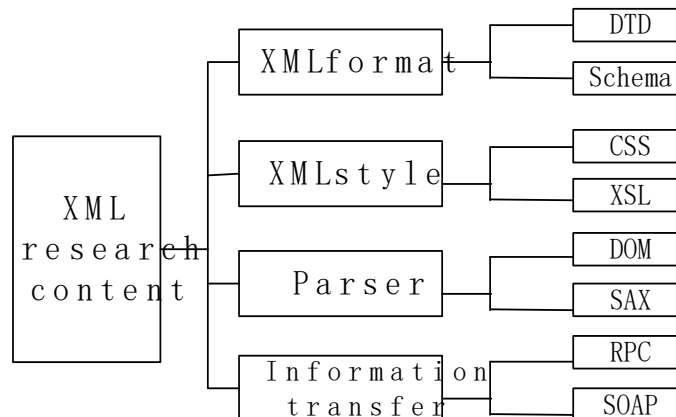 XML
research
content
XMLformat
XMLstyle
Parser
Information
transfer
DTD
Schema
CSS
XSL
DOM
SAX
RPC
SOAP